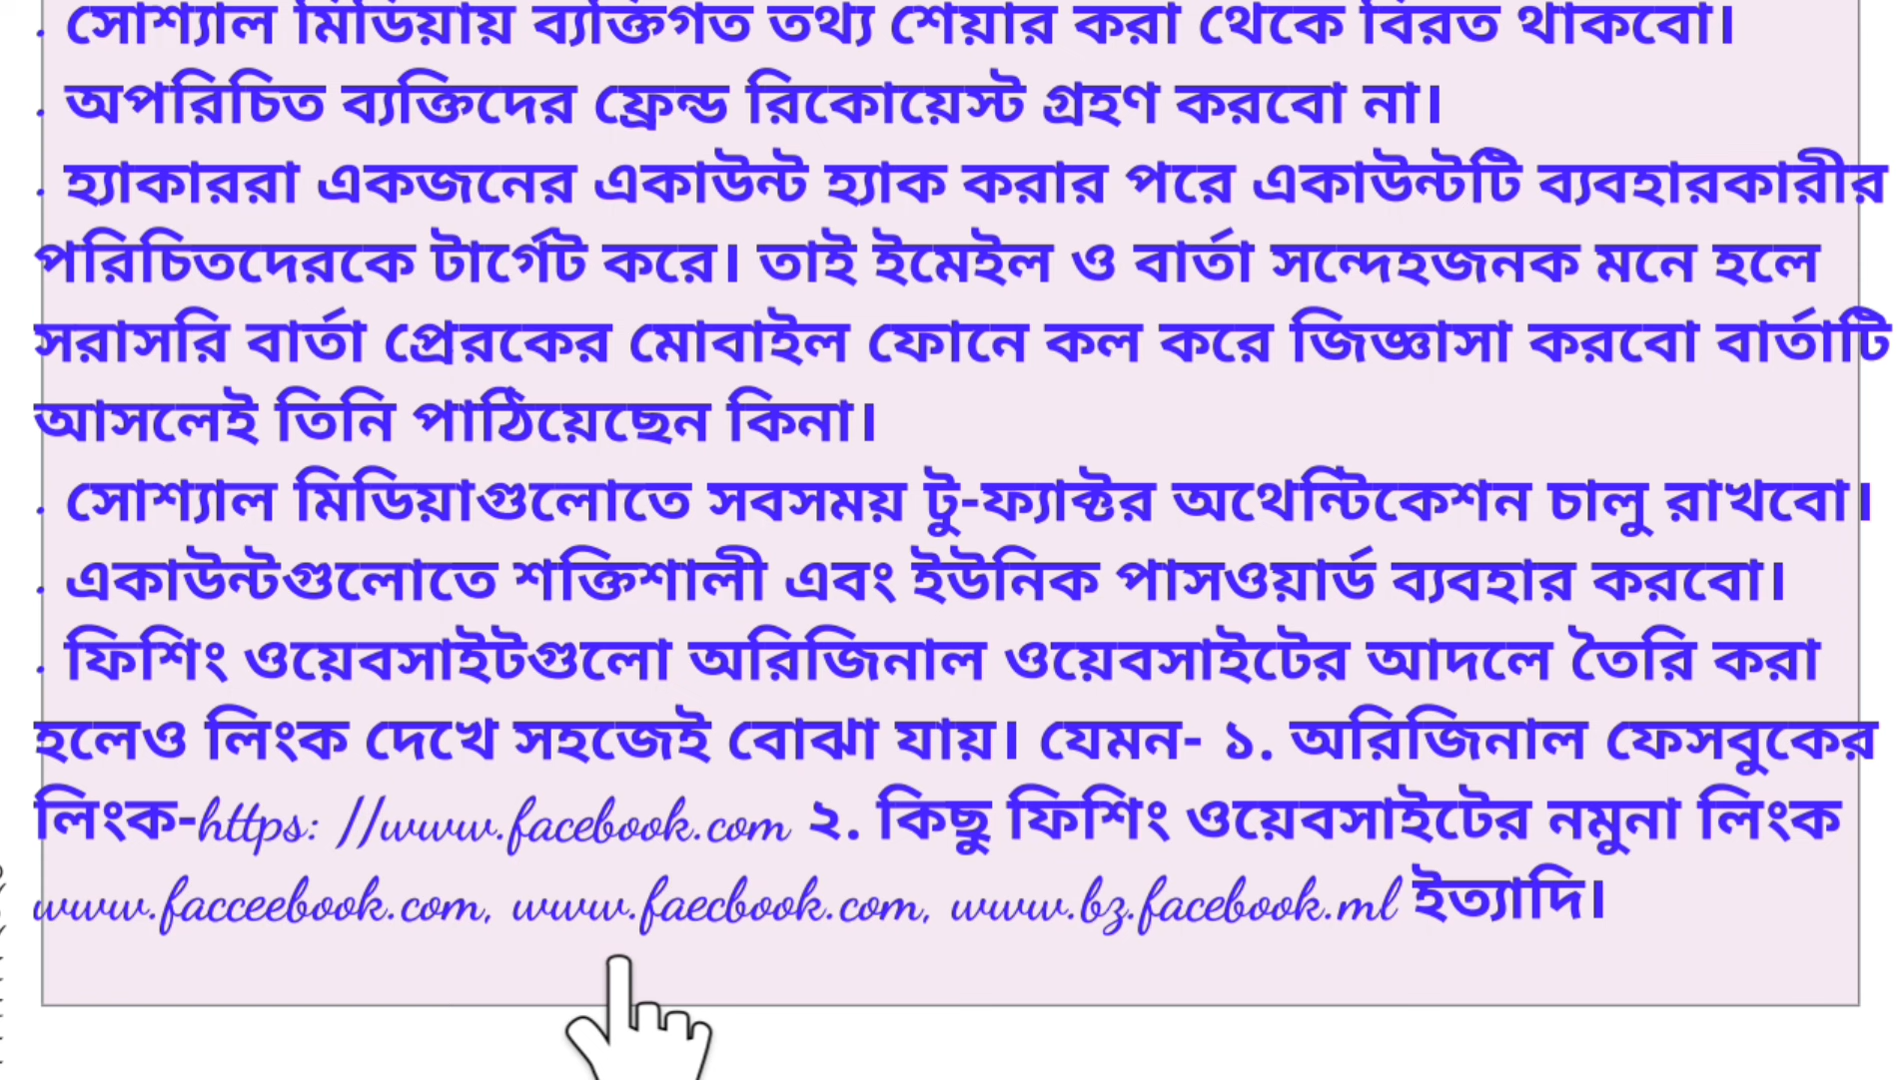 . সোশ্যাল মিডিয়ায় ব্যক্তিগত তথ্য শেয়ার করা থেকে বিরত থাকবো।
. অপরিচিত ব্যক্তিদের ফ্রেন্ড রিকোয়েস্ট গ্রহণ করবো না।
. হ্যাকাররা একজনের একাউন্ট হ্যাক করার পরে একাউন্টটি ব্যবহারকারীর
পরিচিতদেরকে টার্গেট করে। তাই ইমেইল ও বার্তা সন্দেহজনক মনে হলে
সরাসরি বার্তা প্রেরকের মোবাইল ফোনে কল করে জিজ্ঞাসা করবো বার্তাটি
আসলেই তিনি পাঠিয়েছেন কিনা।
. সোশ্যাল মিডিয়াগুলোতে সবসময় টু-ফ্যাক্টর অথেন্টিকেশন চালু রাখবো।
. একাউন্টগুলোতে শক্তিশালী এবং ইউনিক পাসওয়ার্ড ব্যবহার করবো।
. ফিশিং ওয়েবসাইটগুলো অরিজিনাল ওয়েবসাইটের আদলে তৈরি করা
হলেও লিংক দেখে সহজেই বোঝা যায়। যেমন- ১. অরিজিনাল ফেসবুকের
লিংক-https: //www.facebook.com ২. কিছু ফিশিং ওয়েবসাইটের নমুনা লিংক
www.facceebook.com, www.faecbook.com, www.bz.facebook.ml ইত্যাদি।